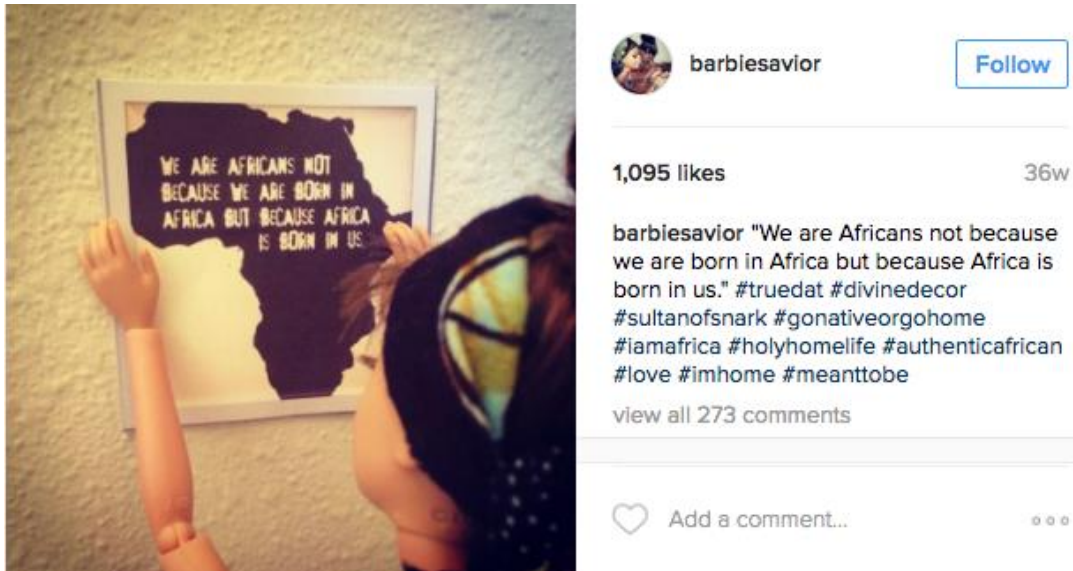 WE ARE AFRICANS NOT
BECAUSE WE ARE BORN IN
AFRICA BUT BECAUSE AFRICA
IS BORN IN US
barbiesavior
Follow
1,095 likes
36w
barbiesavior "We are Africans not because
we are born in Africa but because Africa is
born in us." #truedat #divinedecor
#sultanofsnark #gonativeorgohome
#iamafrica #holyhomelife #authenticafrican
#love #imhome #meanttobe
view all 273 comments
Add a comment...